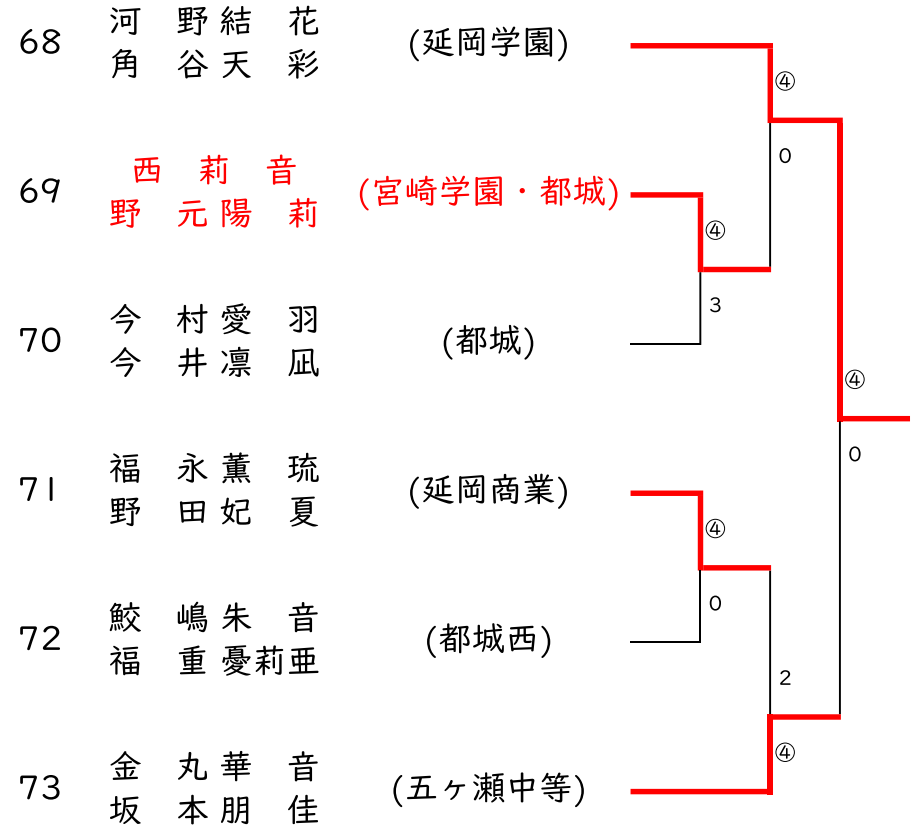 68 河野結花 (延岡学園)
角谷天彩
④
0
69 西莉音 (宮崎学園・都城)
野元陽莉
④
3
70 今村愛羽 (都城)
今井凛凪
④
0
71 福永薫琉 (延岡商業)
野田妃夏
④
0
72 鮫嶋朱音 (都城西)
福重憂莉亜
2
④
73 金丸華音 (五ヶ瀬中等)
坂本朋佳